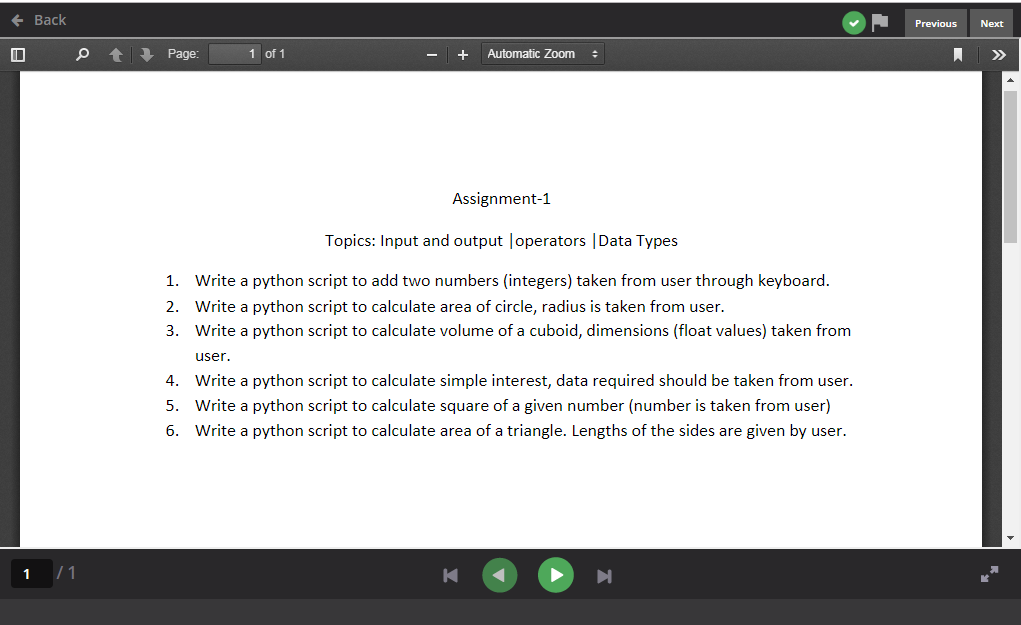 Back
Previous
Next
Page: 1 of 1
Automatic Zoom
Assignment-1
Topics: Input and output |operators |Data Types
1. Write a python script to add two numbers (integers) taken from user through keyboard.
2. Write a python script to calculate area of circle, radius is taken from user.
3. Write a python script to calculate volume of a cuboid, dimensions (float values) taken from
user.
4. Write a python script to calculate simple interest, data required should be taken from user.
5. Write a python script to calculate square of a given number (number is taken from user)
6. Write a python script to calculate area of a triangle. Lengths of the sides are given by user.
1 / 1